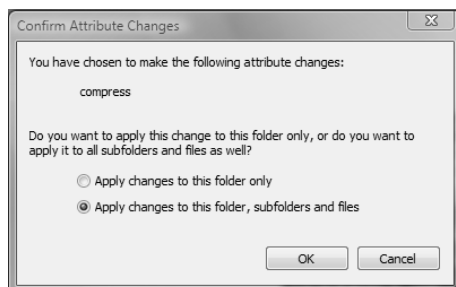 Confirm Attribute Changes
You have chosen to make the following attribute changes:
compress
Do you want to apply this change to this folder only, or do you want to
apply it to all subfolders and files as well?
Apply changes to this folder only
Apply changes to this folder, subfolders and files
OK Cancel